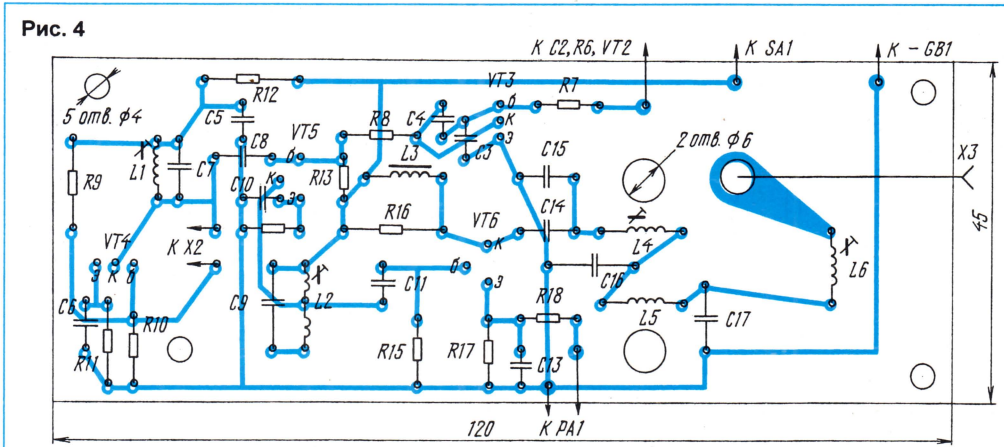 Рис. 4
К C2, R6, VT2
К SA1
К - GB1
5 отв. ф4
R12
VT3
R7
C5
C8
VT5
R8
C4
б
к
э
C3
2 отв. ф6
X3
L1
C7
б
L3
C15
R9
C10
к
R13
э
R16
C14
45
VT4
К X2
VT6
к
L4
L6
э
к
б
C9
L2
C11
б
э
C16
C6
R10
R18
L5
C17
R11
R15
R17
C13
К PA1
120